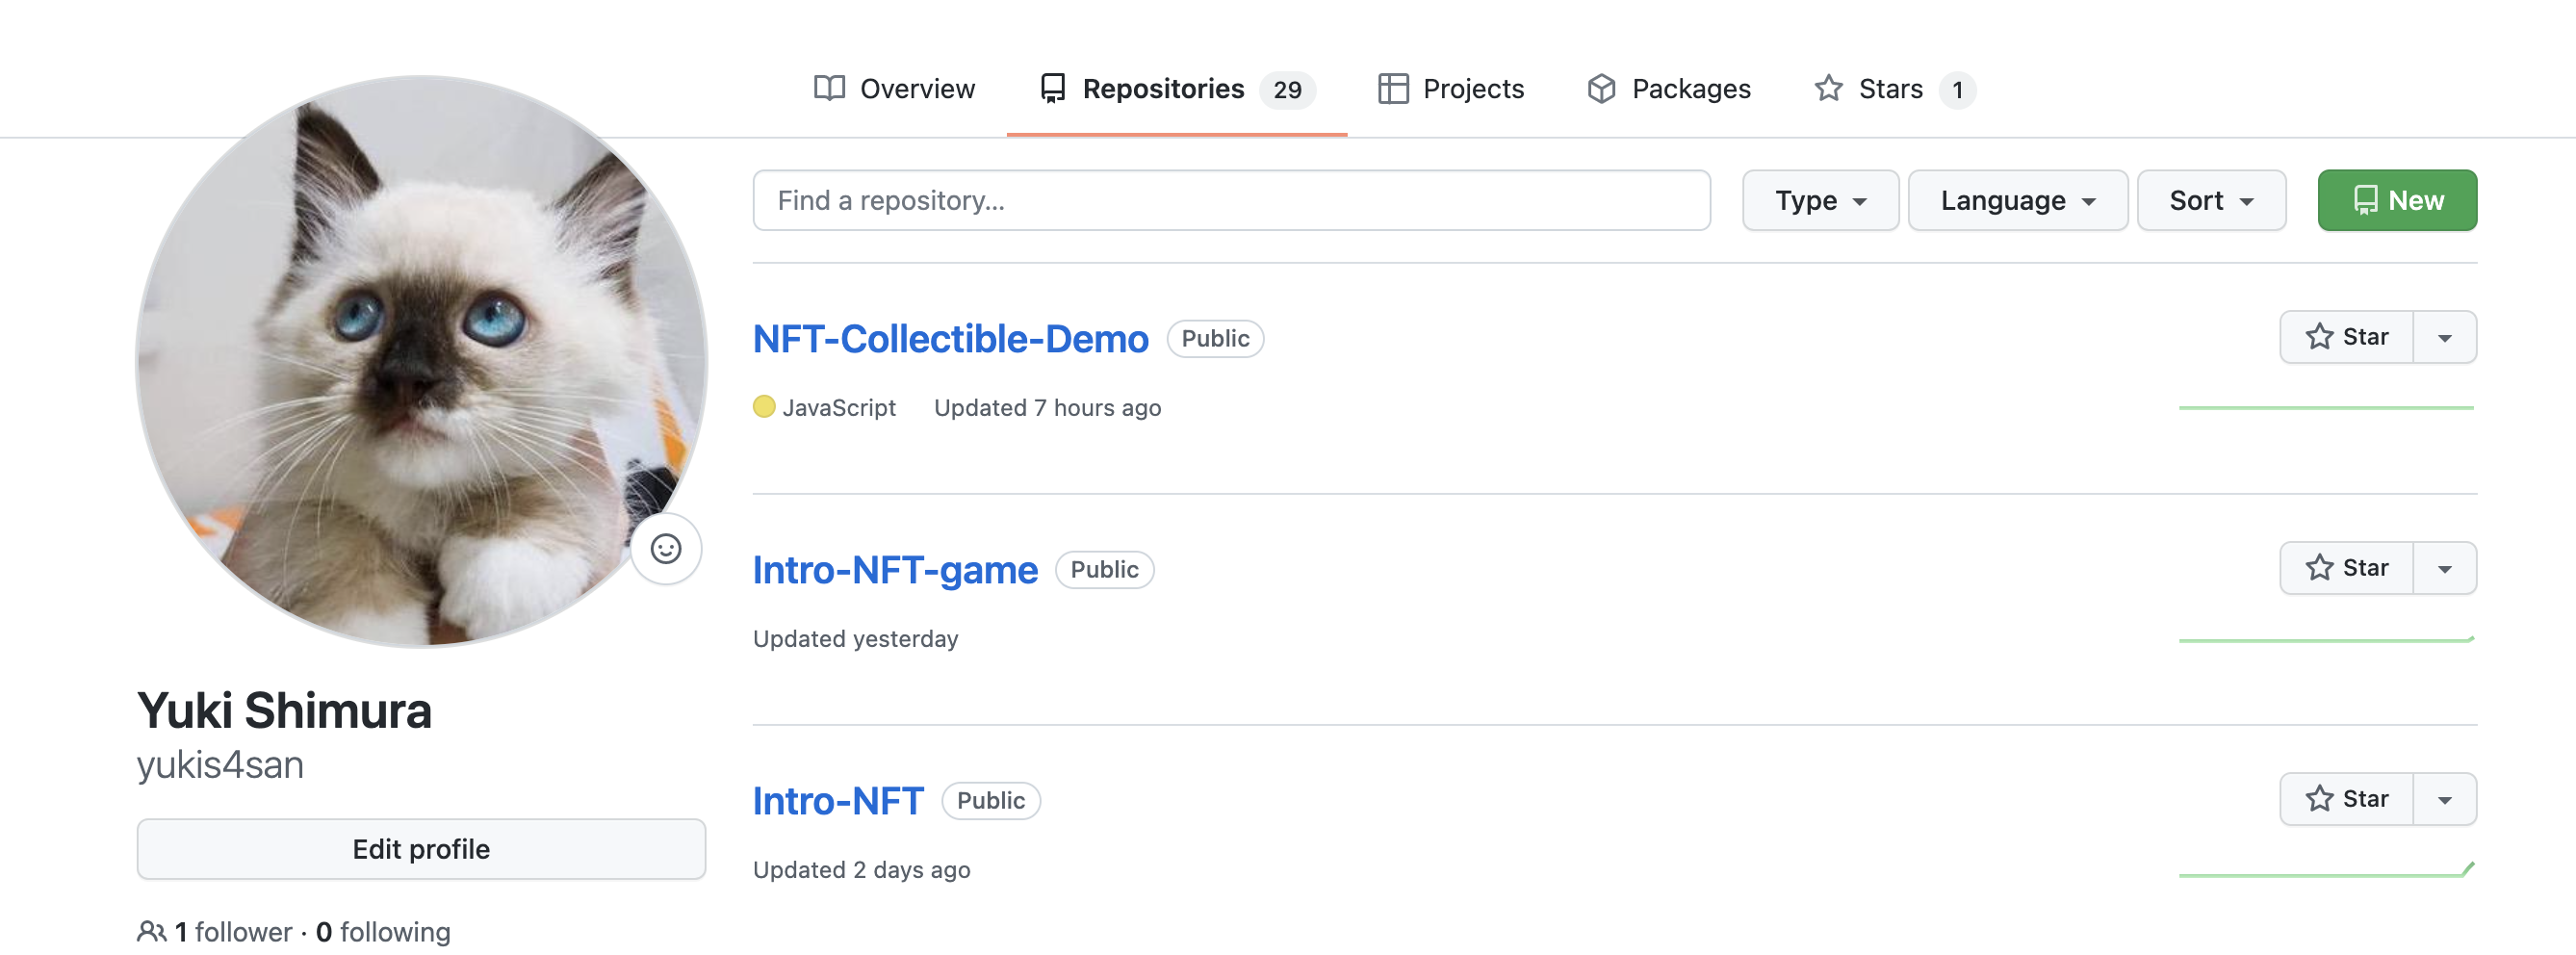 Overview Repositories 29 Projects Packages Stars 1
Find a repository... Type Language Sort New
NFT-Collectible-Demo Public Star
JavaScript Updated 7 hours ago
Intro-NFT-game Public Star
Updated yesterday
Intro-NFT Public Star
Updated 2 days ago
Yuki Shimura
yukis4san
Edit profile
1 follower · 0 following